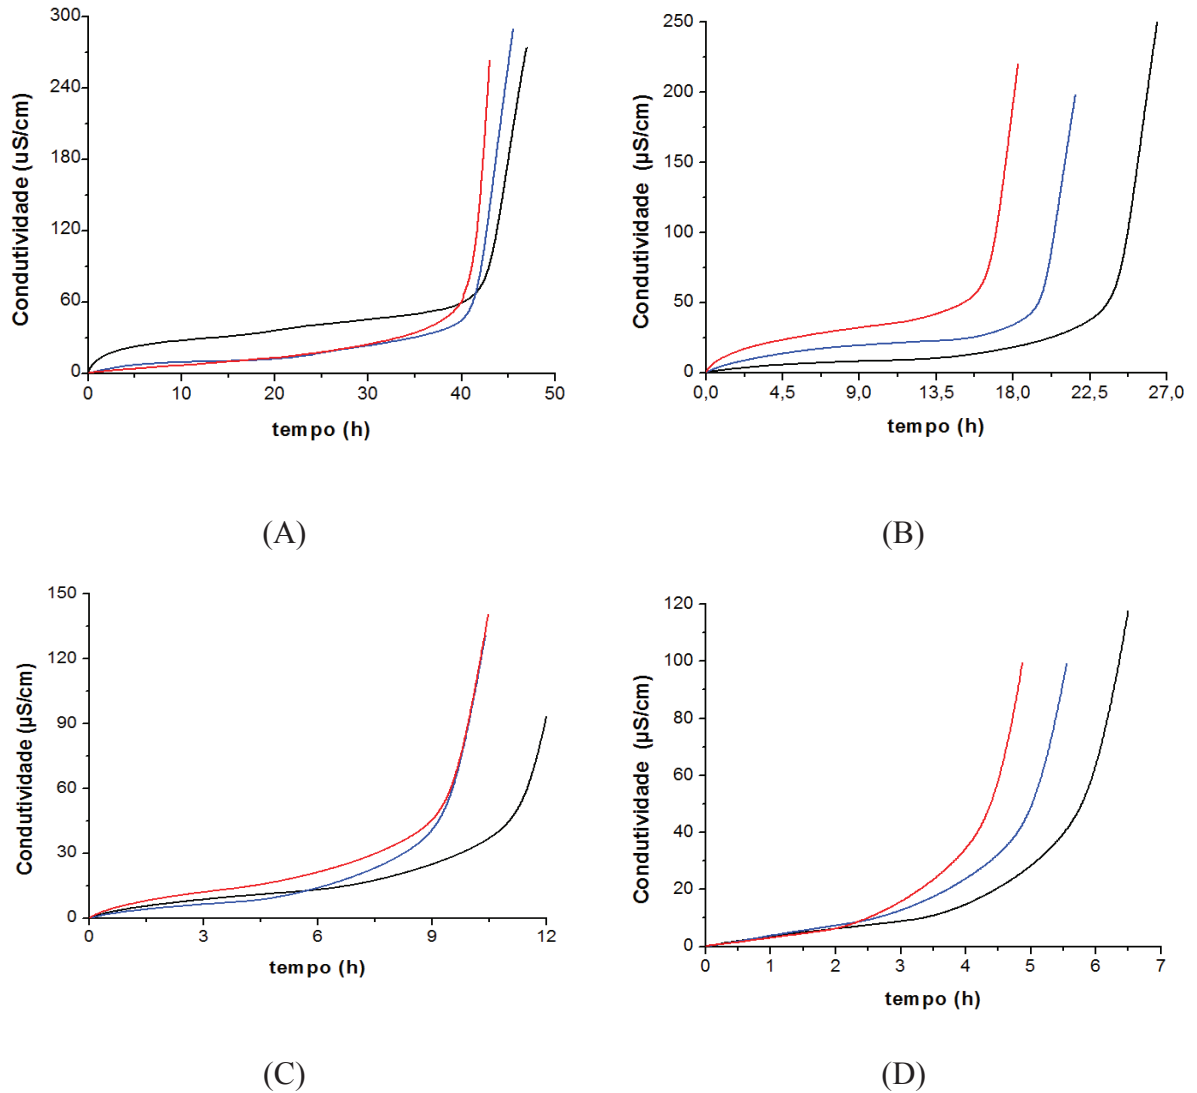 Condutividade (uS/cm)
300
240
180
120
60
0
0 10 20 30 40 50
tempo (h)
(A)
Condutividade (µS/cm)
250
200
150
100
50
0
0,0 4,5 9,0 13,5 18,0 22,5 27,0
tempo (h)
(B)
Condutividade (µS/cm)
150
120
90
60
30
0
0 3 6 9 12
tempo (h)
(C)
Condutividade (µS/cm)
120
100
80
60
40
20
0
0 1 2 3 4 5 6 7
tempo (h)
(D)